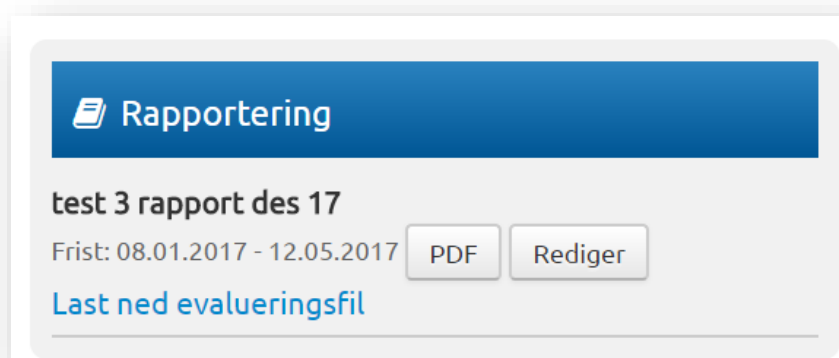 Rapportering
test 3 rapport des 17
Frist: 08.01.2017 - 12.05.2017 PDF Rediger
Last ned evalueringsfil